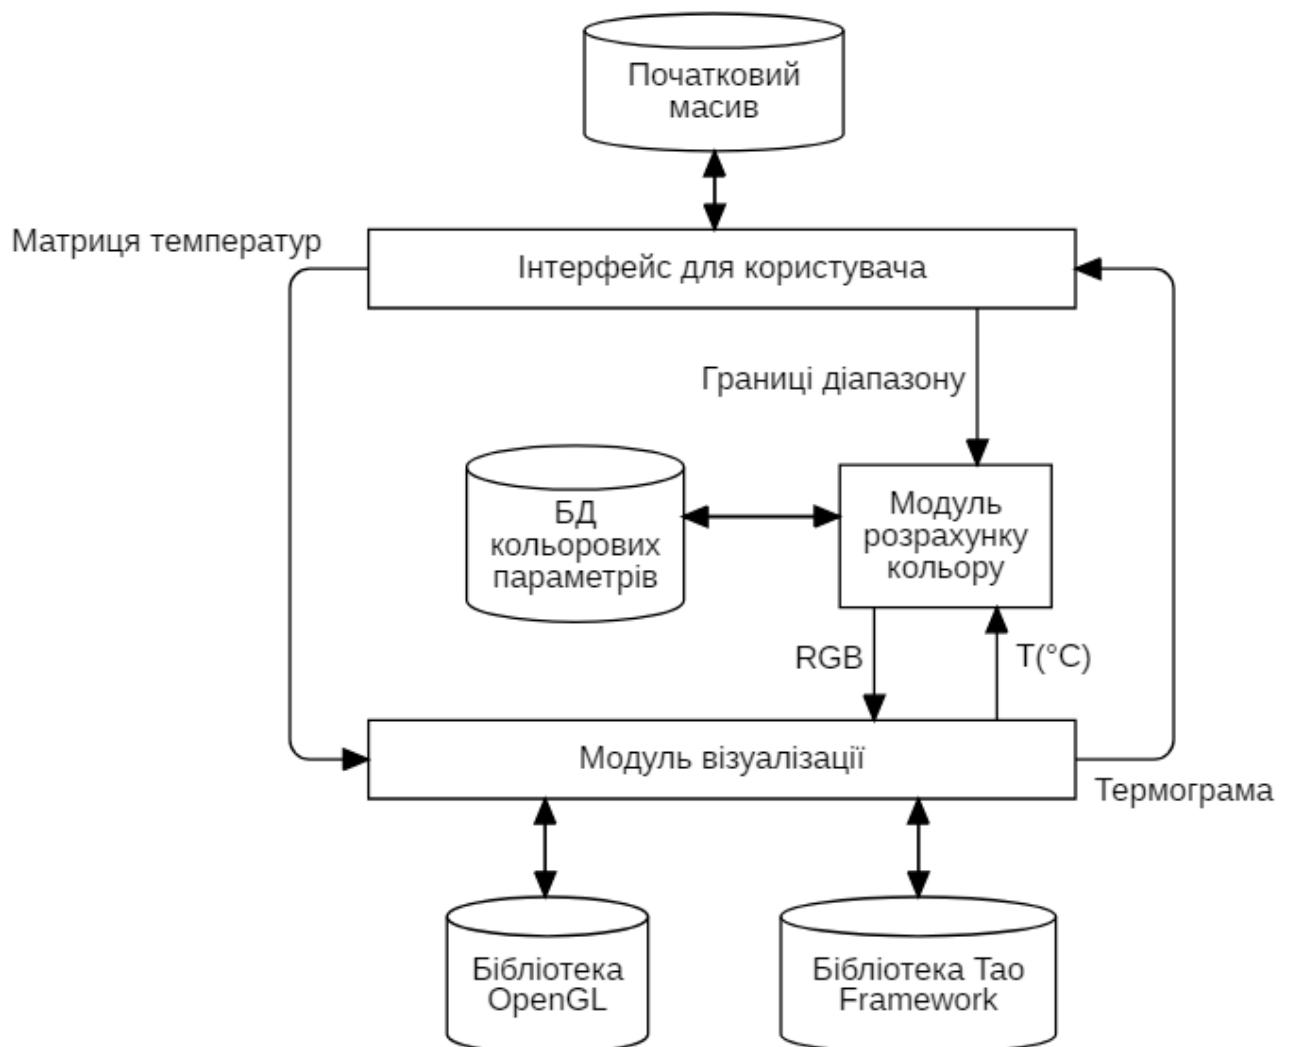 Початковий
масив
Матриця температур
Інтерфейс для користувача
Границі діапазону
БД
кольорових
параметрів
Модуль
розрахунку
кольору
RGB
T(°C)
Модуль візуалізації
Термограма
Бібліотека
OpenGL
Бібліотека Tao
Framework